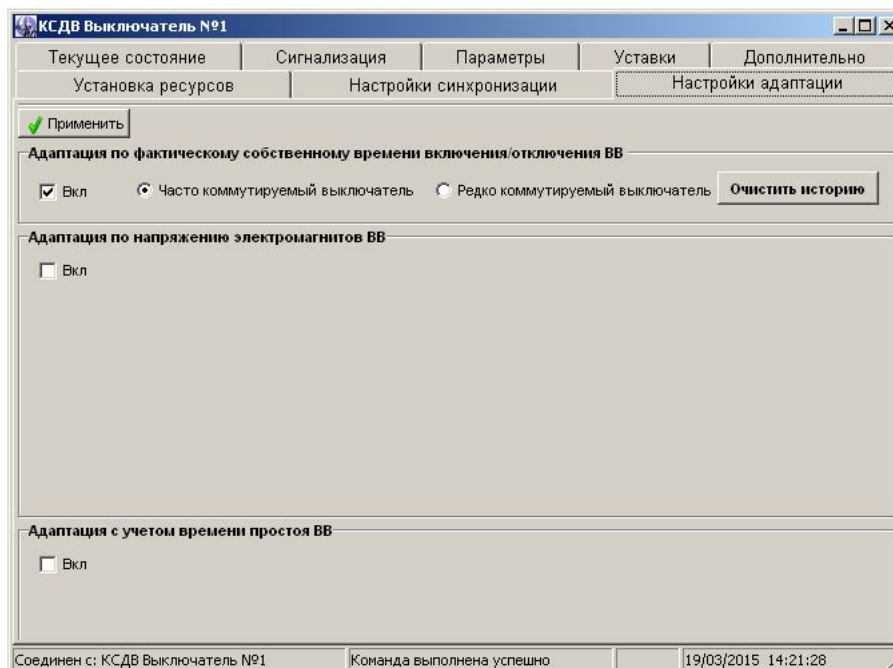 КСДВ Выключатель №1
Текущее состояние Сигнализация Параметры Уставки Дополнительно
Установка ресурсов Настройки синхронизации Настройки адаптации
Применить
Адаптация по фактическому собственному времени включения/отключения ВВ
Вкл Часто коммутируемый выключатель Редко коммутируемый выключатель Очистить историю
Адаптация по напряжению электромагнитов ВВ
Вкл
Адаптация с учетом времени простоя ВВ
Вкл
Соединен с: КСДВ Выключатель №1 Команда выполнена успешно 19/03/2015 14:21:28